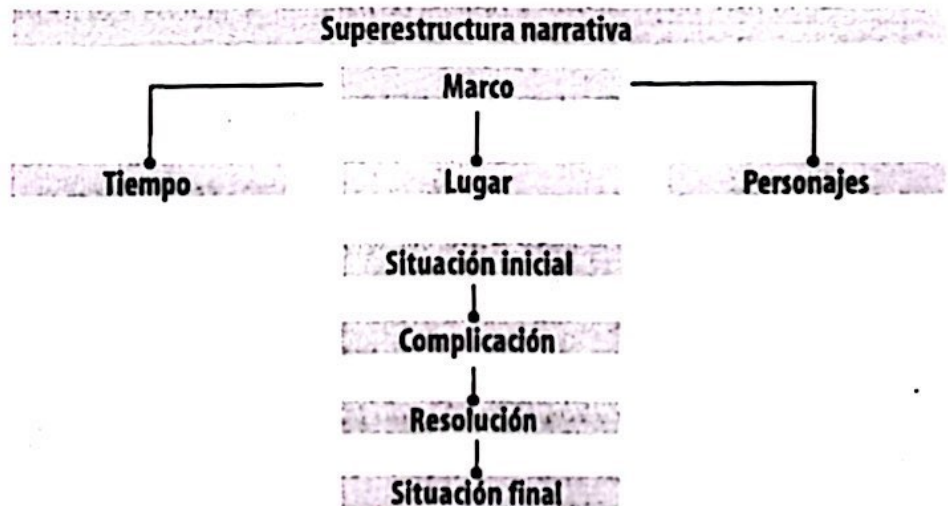 Superestructura narrativa
Marco
Tiempo Lugar Personajes
Situación inicial
Complicación
Resolución
Situación final